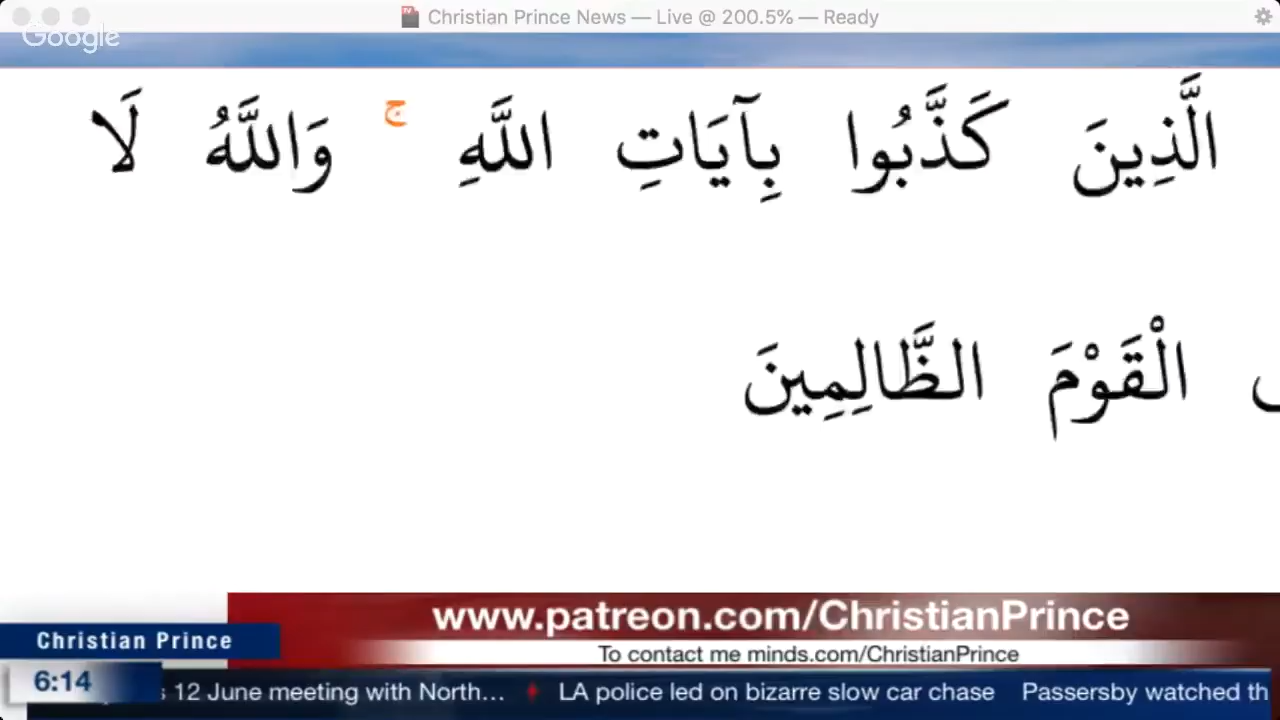 Christian Prince News — Live @ 200.5% — Ready
Google
الَّذِينَ كَذَّبُوا بِآيَاتِ اللَّهِ ۚ وَاللَّهُ لَا
الْقَوْمَ الظَّالِمِينَ
www.patreon.com/ChristianPrince
Christian Prince
To contact me minds.com/ChristianPrince
6:14
12 June meeting with North... LA police led on bizarre slow car chase Passersby watched th